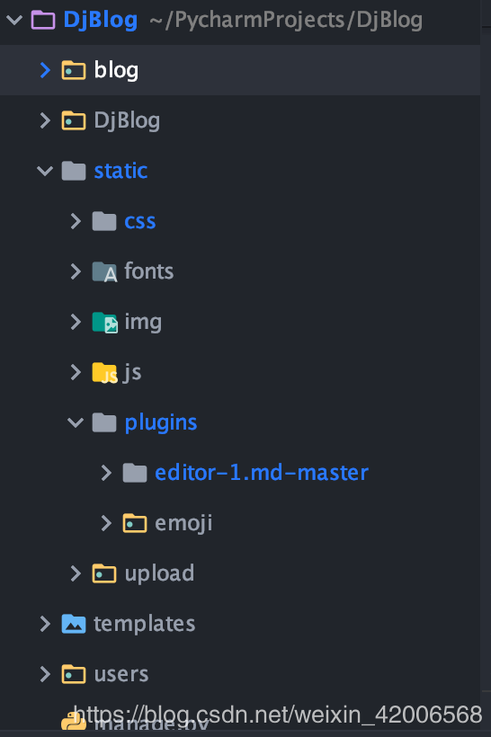 DjBlog ~/PycharmProjects/DjBlog
blog
DjBlog
static
css
fonts
img
js
plugins
editor-1.md-master
emoji
upload
templates
users
manage.py
https://blog.csdn.net/weixin_42006568